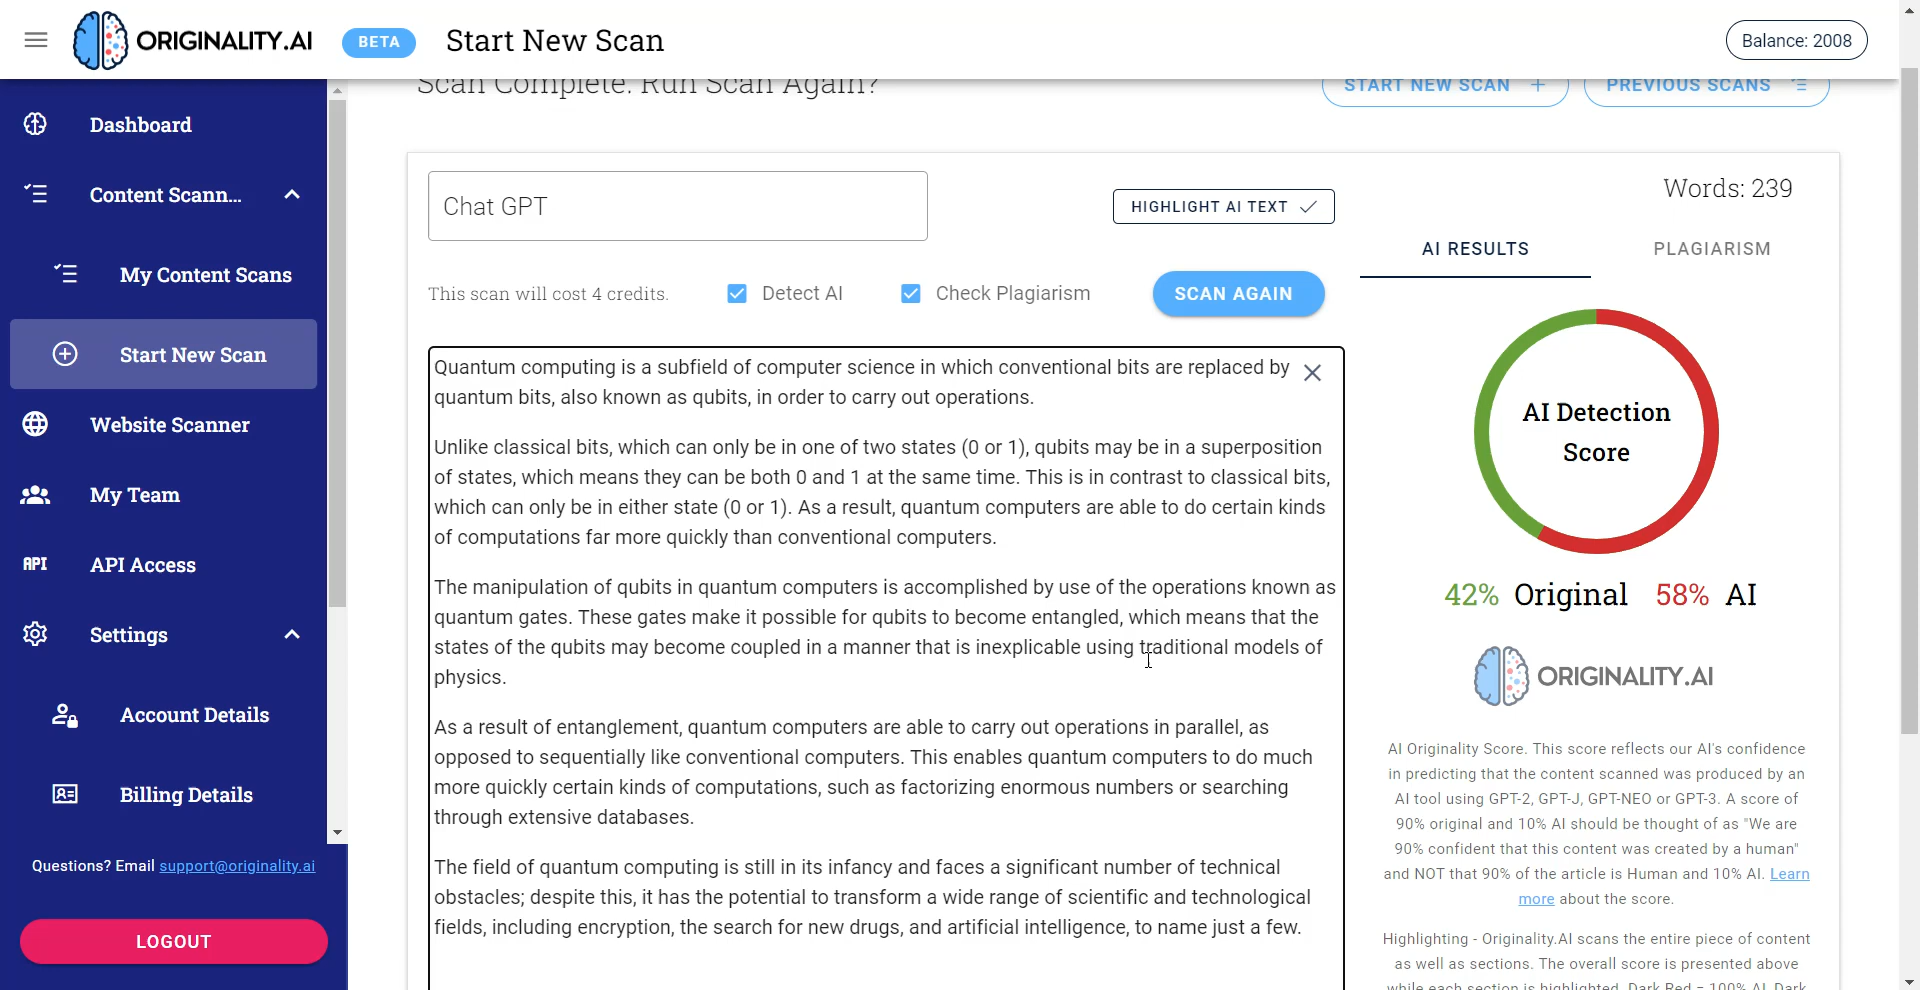 ORIGINALITY.AI
BETA
Start New Scan
Balance: 2008
Dashboard
Content Scann...
My Content Scans
Start New Scan
Website Scanner
My Team
API
API Access
Settings
Account Details
Billing Details
Questions? Email support@originality.ai
LOGOUT
Scan Complete. Run Scan Again?
START NEW SCAN
PREVIOUS SCANS
Chat GPT
HIGHLIGHT AI TEXT
This scan will cost 4 credits.
Detect AI
Check Plagiarism
SCAN AGAIN
Quantum computing is a subfield of computer science in which conventional bits are replaced by
quantum bits, also known as qubits, in order to carry out operations.
Unlike classical bits, which can only be in one of two states (0 or 1), qubits may be in a superposition
of states, which means they can be both 0 and 1 at the same time. This is in contrast to classical bits,
which can only be in either state (0 or 1). As a result, quantum computers are able to do certain kinds
of computations far more quickly than conventional computers.
The manipulation of qubits in quantum computers is accomplished by use of the operations known as
quantum gates. These gates make it possible for qubits to become entangled, which means that the
states of the qubits may become coupled in a manner that is inexplicable using traditional models of
physics.
As a result of entanglement, quantum computers are able to carry out operations in parallel, as
opposed to sequentially like conventional computers. This enables quantum computers to do much
more quickly certain kinds of computations, such as factorizing enormous numbers or searching
through extensive databases.
The field of quantum computing is still in its infancy and faces a significant number of technical
obstacles; despite this, it has the potential to transform a wide range of scientific and technological
fields, including encryption, the search for new drugs, and artificial intelligence, to name just a few.
Words: 239
AI RESULTS
PLAGIARISM
AI Detection
Score
42% Original 58% AI
ORIGINALITY.AI
AI Originality Score. This score reflects our AI's confidence
in predicting that the content scanned was produced by an
AI tool using GPT-2, GPT-J, GPT-NEO or GPT-3. A score of
90% original and 10% AI should be thought of as "We are
90% confident that this content was created by a human"
and NOT that 90% of the article is Human and 10% AI. Learn
more about the score.
Highlighting - Originality.AI scans the entire piece of content
as well as sections. The overall score is presented above
while each section is highlighted. Dark Red = 100% AI, Dark